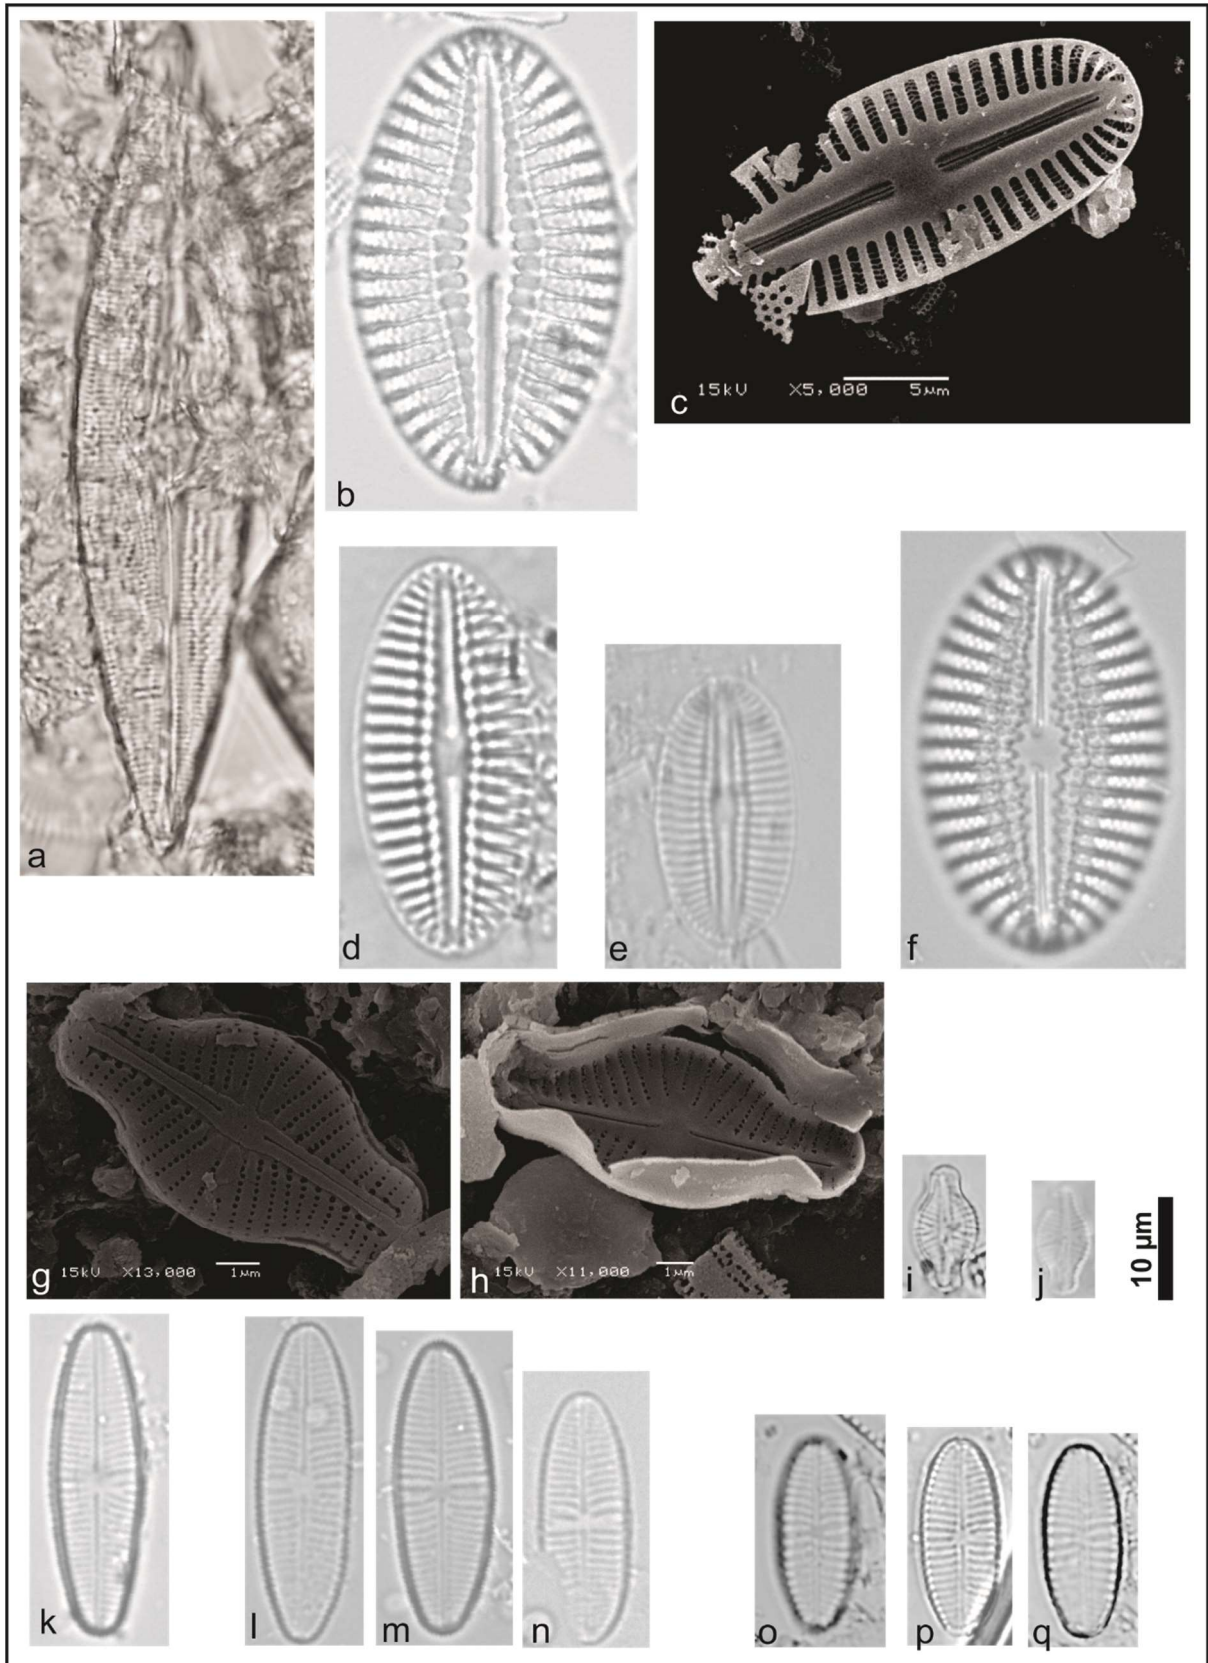 a
b
15kV X5,000 5µm
c
d
e
f
g 15kV X13,000 1µm
h 15kV X11,000 1µm
i
j
10 µm
k
l
m
n
o
p
q